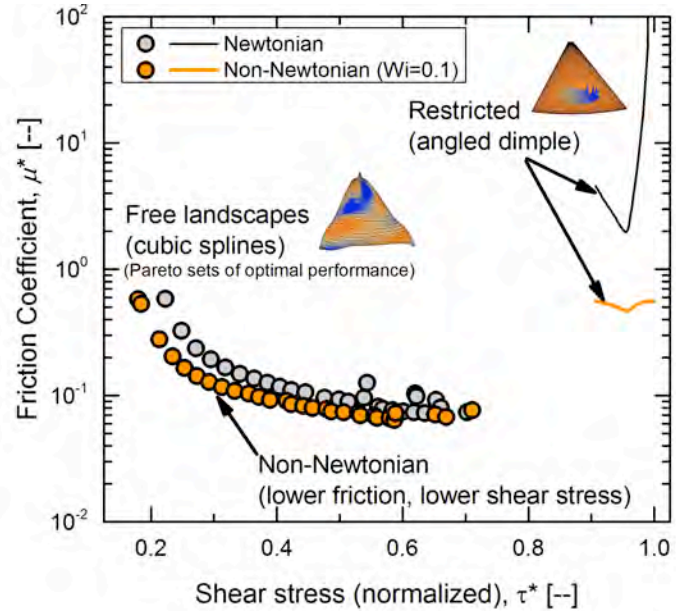 10²
Newtonian
Non-Newtonian (Wi=0.1)
Restricted
(angled dimple)
10¹
Free landscapes
(cubic splines)
(Pareto sets of optimal performance)
10⁰
10⁻¹
Non-Newtonian
(lower friction, lower shear stress)
10⁻²
0.2 0.4 0.6 0.8 1.0
Shear stress (normalized), τ* [--]
Friction Coefficient, μ* [--]